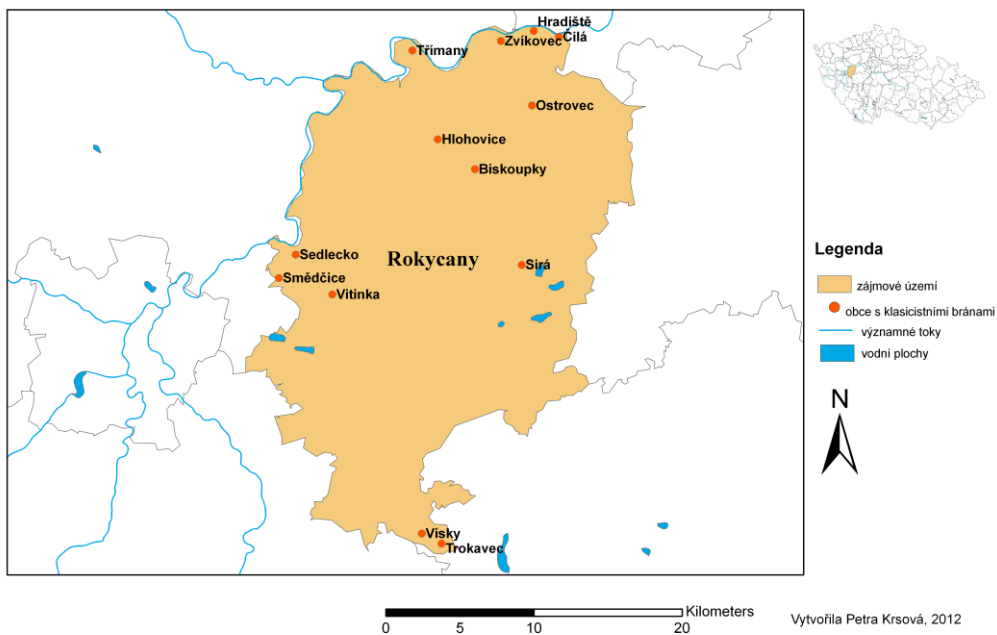 Hradiště
Čilá
Zvíkovec
Třímany
Ostrovec
Hlohovice
Biskoupky
Sedlecko
Rokycany
Sirá
Smědčice
Vitinka
Vísky
Trokavec
Legenda
zájmové území
obce s klasicistními bránami
významné toky
vodní plochy
N
Kilometers
0 5 10 20
Vytvořila Petra Krsová, 2012